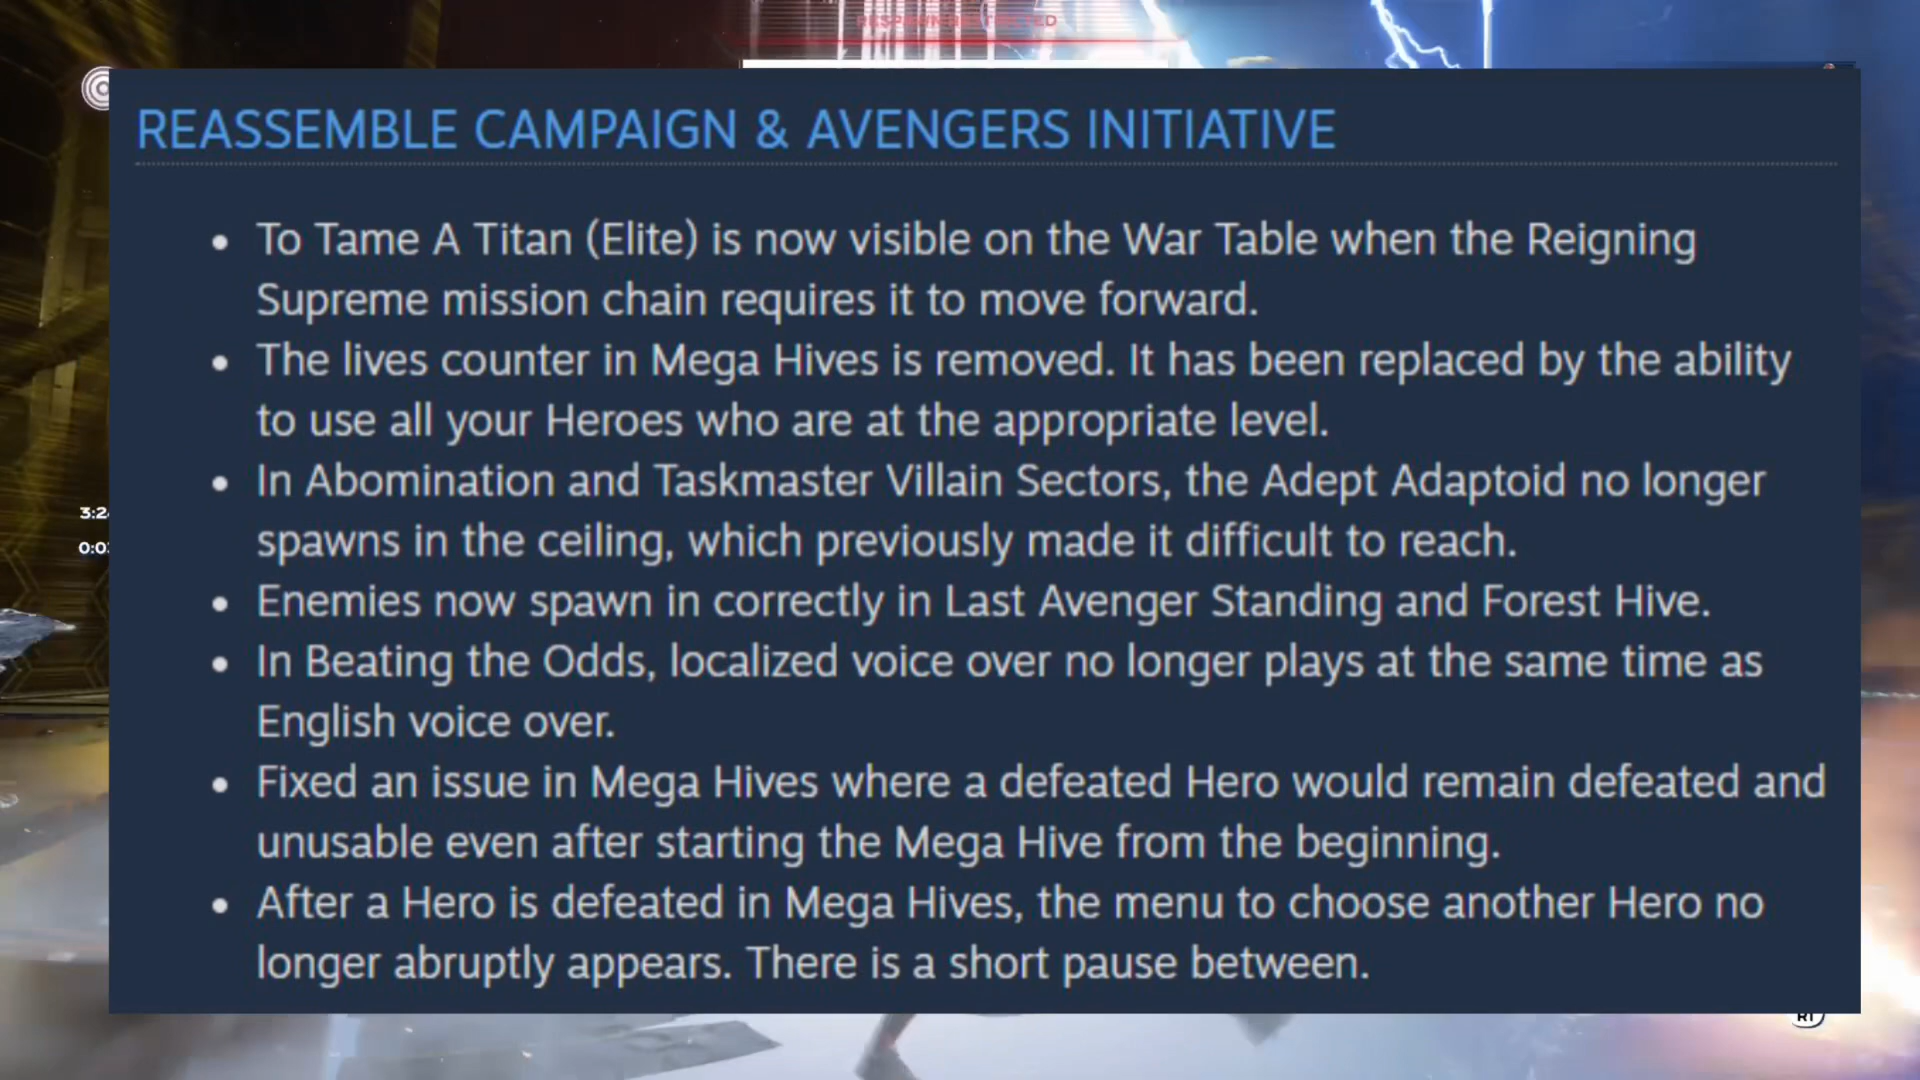 REASSEMBLE CAMPAIGN & AVENGERS INITIATIVE
• To Tame A Titan (Elite) is now visible on the War Table when the Reigning
Supreme mission chain requires it to move forward.
• The lives counter in Mega Hives is removed. It has been replaced by the ability
to use all your Heroes who are at the appropriate level.
• In Abomination and Taskmaster Villain Sectors, the Adept Adaptoid no longer
spawns in the ceiling, which previously made it difficult to reach.
• Enemies now spawn in correctly in Last Avenger Standing and Forest Hive.
3:2
0:0
• In Beating the Odds, localized voice over no longer plays at the same time as
English voice over.
• Fixed an issue in Mega Hives where a defeated Hero would remain defeated and
unusable even after starting the Mega Hive from the beginning.
• After a Hero is defeated in Mega Hives, the menu to choose another Hero no
longer abruptly appears. There is a short pause between.
RT